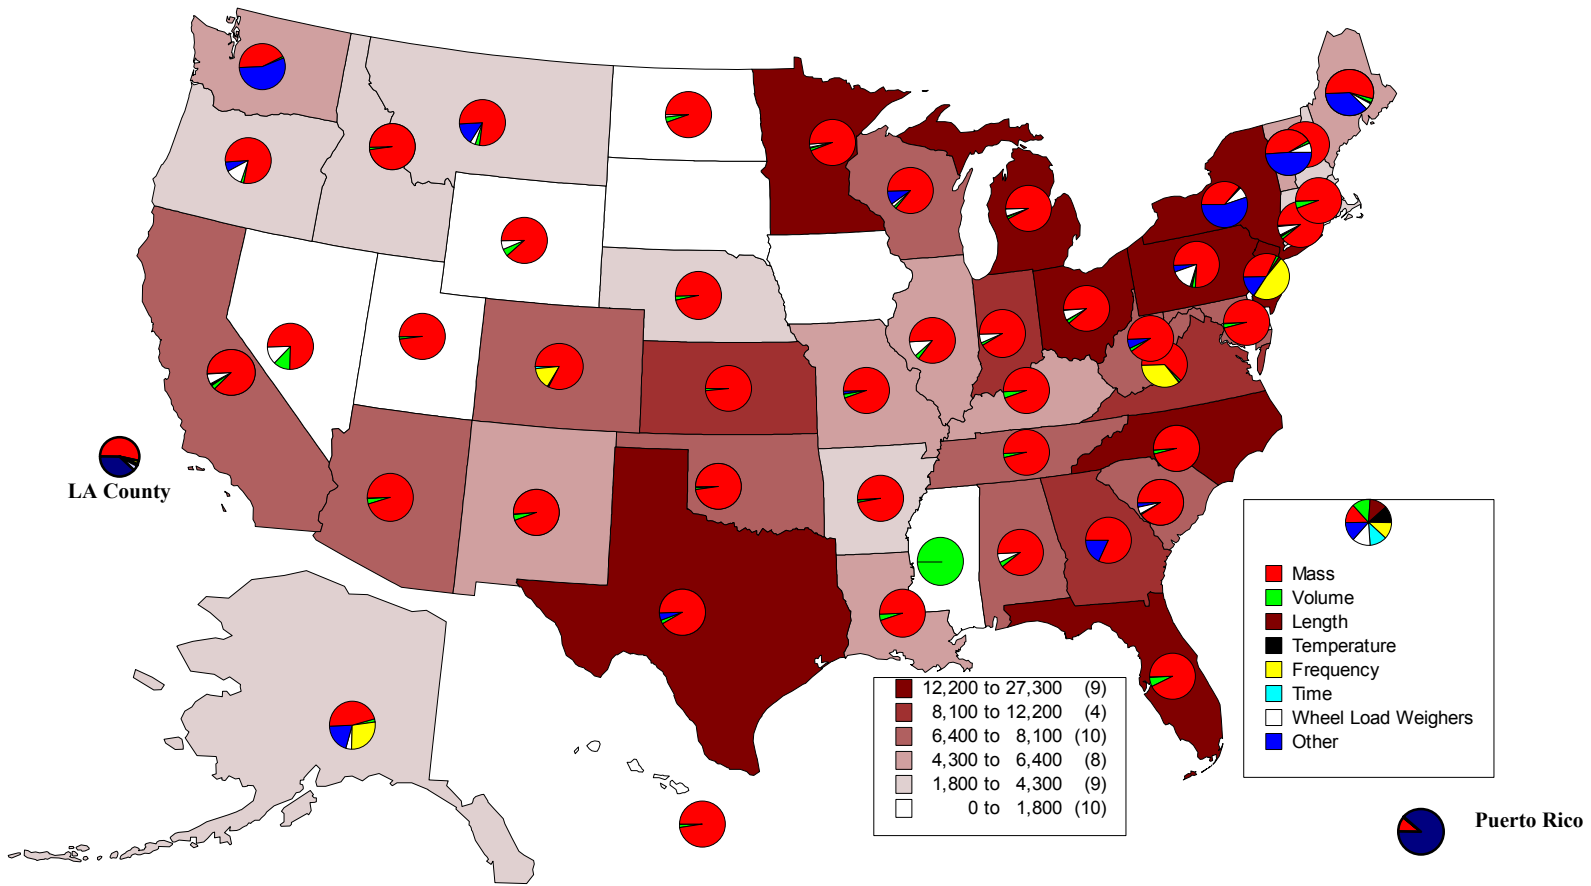 LA County
12,200 to 27,300 (9)
8,100 to 12,200 (4)
6,400 to 8,100 (10)
4,300 to 6,400 (8)
1,800 to 4,300 (9)
0 to 1,800 (10)
Mass
Volume
Length
Temperature
Frequency
Time
Wheel Load Weighers
Other
Puerto Rico